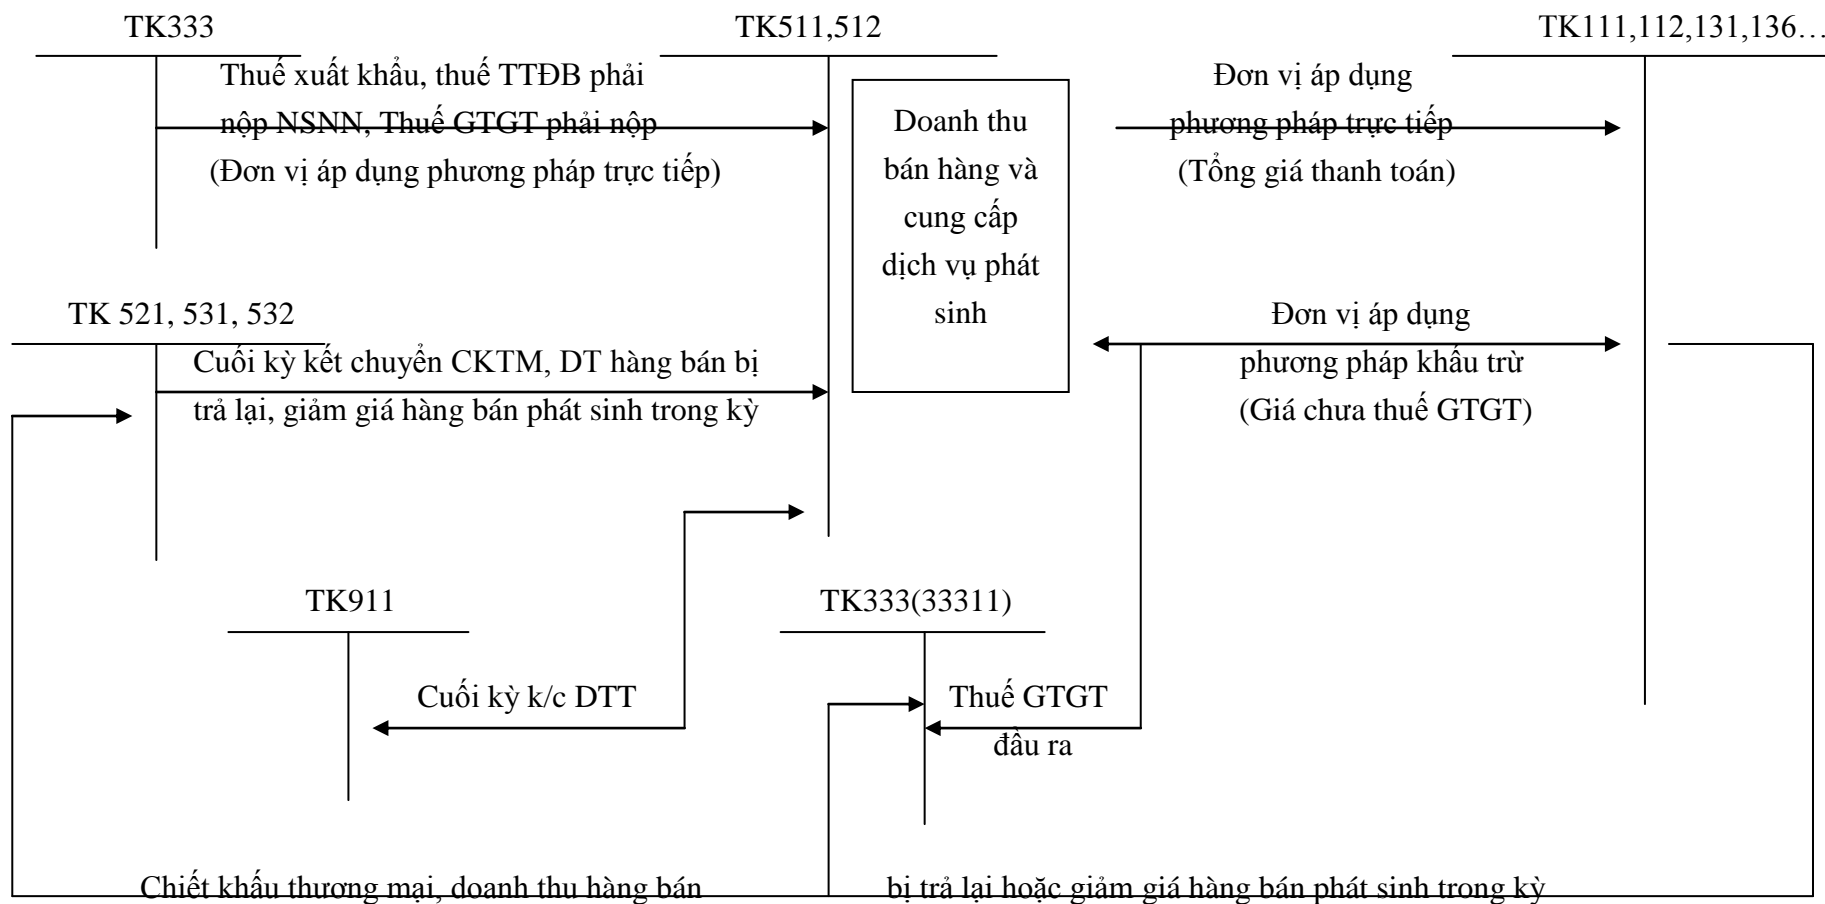 TK333
TK511,512
TK111,112,131,136…
Thuế xuất khẩu, thuế TTĐB phải
nộp NSNN, Thuế GTGT phải nộp
(Đơn vị áp dụng phương pháp trực tiếp)
Doanh thu
bán hàng và
cung cấp
dịch vụ phát
sinh
Đơn vị áp dụng
phương pháp trực tiếp
(Tổng giá thanh toán)
TK 521, 531, 532
Cuối kỳ kết chuyển CKTM, DT hàng bán bị
trả lại, giảm giá hàng bán phát sinh trong kỳ
Đơn vị áp dụng
phương pháp khấu trừ
(Giá chưa thuế GTGT)
TK911
TK333(33311)
Cuối kỳ k/c DTT
Thuế GTGT
đầu ra
Chiết khấu thương mại, doanh thu hàng bán
bị trả lại hoặc giảm giá hàng bán phát sinh trong kỳ